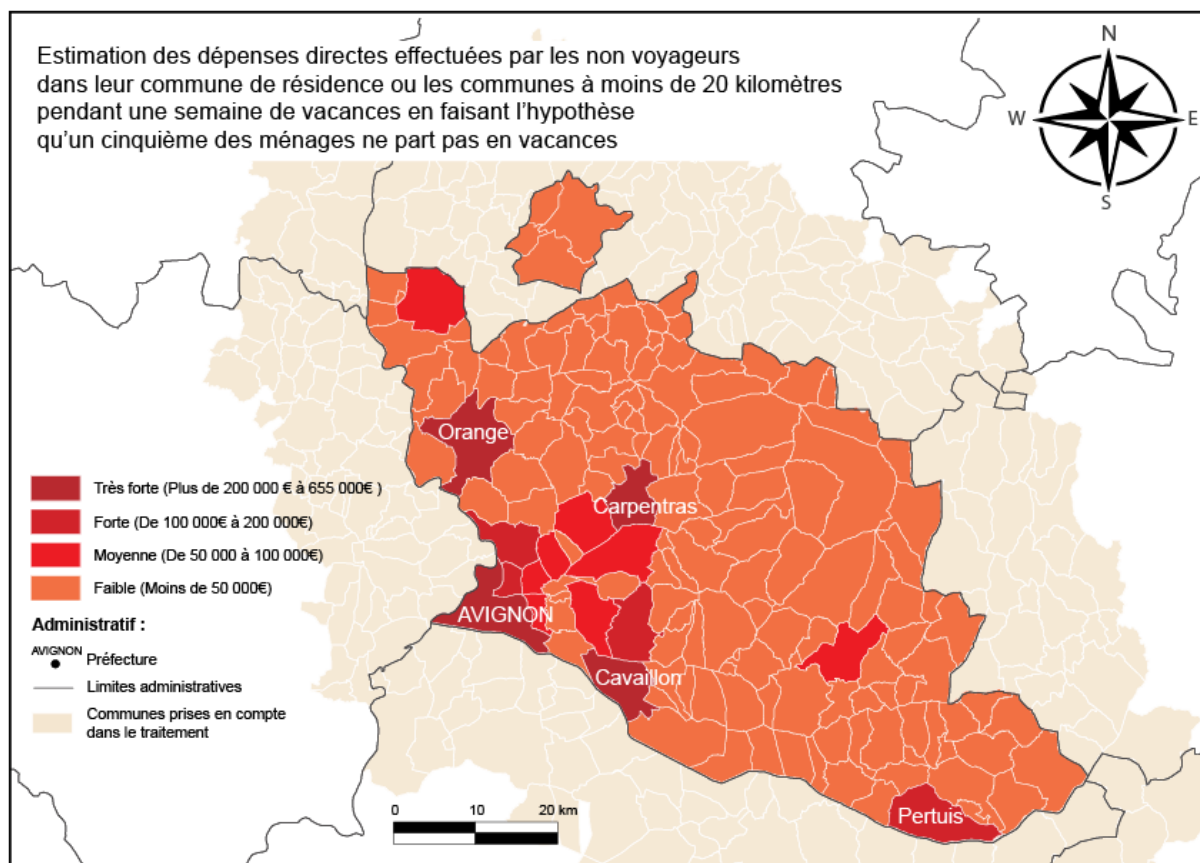 Estimation des dépenses directes effectuées par les non voyageurs
dans leur commune de résidence ou les communes à moins de 20 kilomètres
pendant une semaine de vacances en faisant l'hypothèse
qu'un cinquième des ménages ne part pas en vacances
N
W
E
S
Orange
Carpentras
AVIGNON
Cavaillon
Pertuis
Très forte (Plus de 200 000 € à 655 000€ )
Forte (De 100 000€ à 200 000€)
Moyenne (De 50 000 à 100 000€)
Faible (Moins de 50 000€)
Administratif :
AVIGNON
Préfecture
Limites administratives
Communes prises en compte
dans le traitement
0 10 20 km